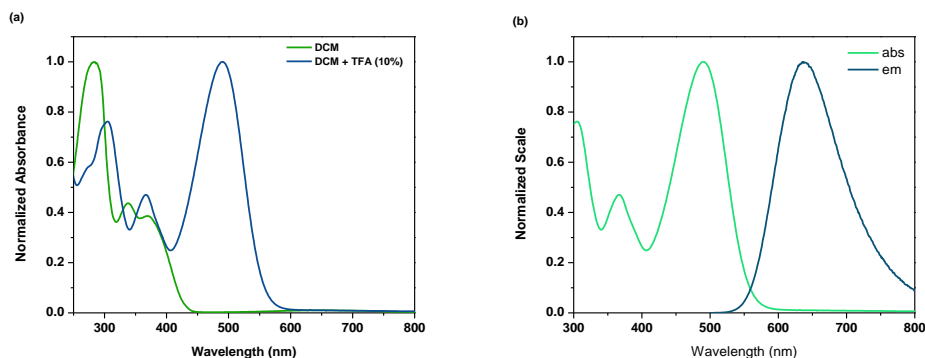 (a)
DCM
DCM + TFA (10%)
1.0
0.8
0.6
0.4
0.2
0.0
Normalized Absorbance
300 400 500 600 700 800
Wavelength (nm)
(b)
abs
em
1.0
0.8
0.6
0.4
0.2
0.0
Normalized Scale
300 400 500 600 700 800
Wavelength (nm)